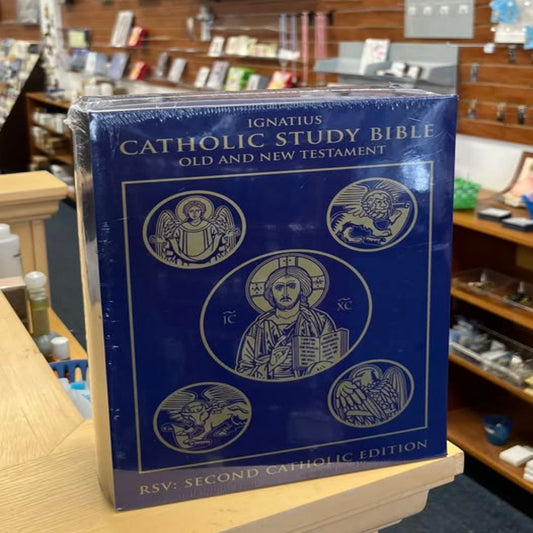 IGNATIUS
CATHOLIC STUDY BIBLE
OLD AND NEW TESTAMENT
IC XC
RSV: SECOND CATHOLIC EDITION